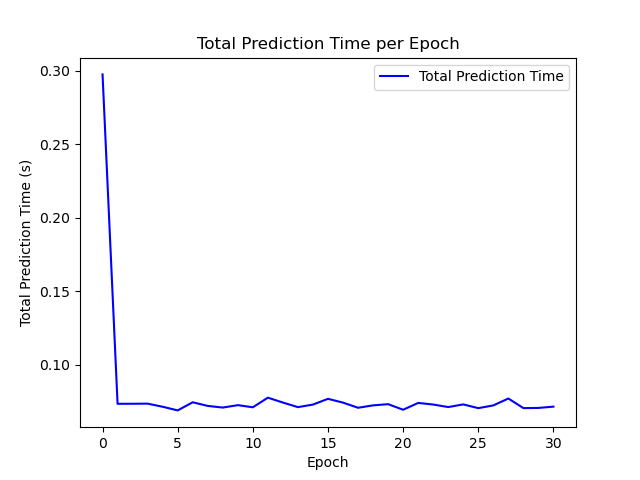 Total Prediction Time per Epoch
Total Prediction Time
Total Prediction Time (s)
0.30
0.25
0.20
0.15
0.10
0 5 10 15 20 25 30
Epoch